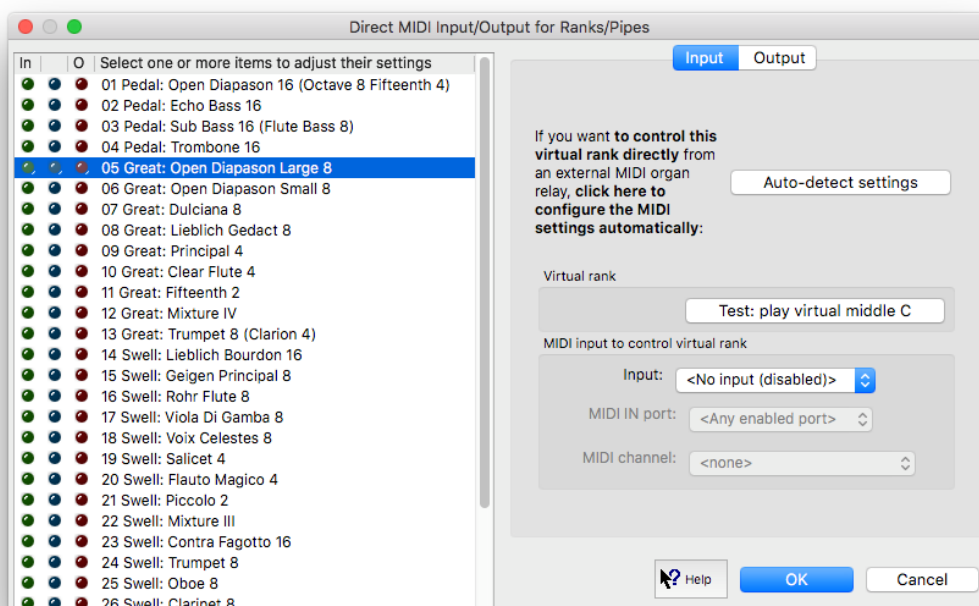 Direct MIDI Input/Output for Ranks/Pipes
In O Select one or more items to adjust their settings
01 Pedal: Open Diapason 16 (Octave 8 Fifteenth 4)
02 Pedal: Echo Bass 16
03 Pedal: Sub Bass 16 (Flute Bass 8)
04 Pedal: Trombone 16
05 Great: Open Diapason Large 8
06 Great: Open Diapason Small 8
07 Great: Dulciana 8
08 Great: Lieblich Gedact 8
09 Great: Principal 4
10 Great: Clear Flute 4
11 Great: Fifteenth 2
12 Great: Mixture IV
13 Great: Trumpet 8 (Clarion 4)
14 Swell: Lieblich Bourdon 16
15 Swell: Geigen Principal 8
16 Swell: Rohr Flute 8
17 Swell: Viola Di Gamba 8
18 Swell: Voix Celestes 8
19 Swell: Salicet 4
20 Swell: Flauto Magico 4
21 Swell: Piccolo 2
22 Swell: Mixture III
23 Swell: Contra Fagotto 16
24 Swell: Trumpet 8
25 Swell: Oboe 8
26 Swell: Clarinet 8
Input Output
If you want to control this
virtual rank directly from
an external MIDI organ
relay, click here to
configure the MIDI
settings automatically:
Auto-detect settings
Virtual rank
Test: play virtual middle C
MIDI input to control virtual rank
Input: <No input (disabled)>
MIDI IN port: <Any enabled port>
MIDI channel: <none>
? Help OK Cancel